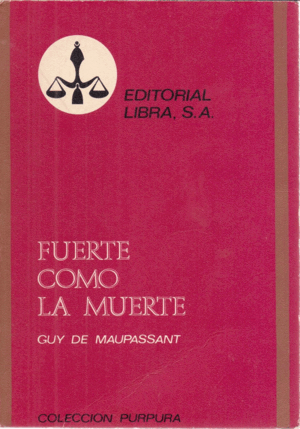 EDITORIAL
LIBRA, S.A.
FUERTE
COMO
LA MUERTE
GUY DE MAUPASSANT
COLECCION PURPURA